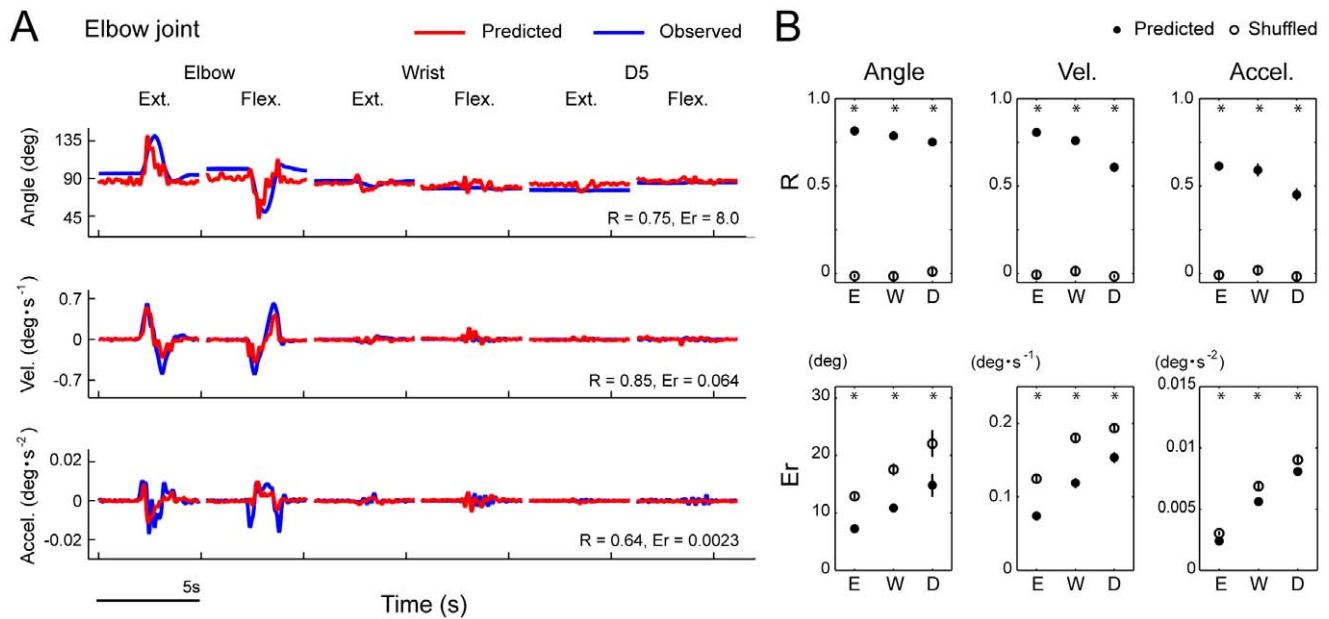 A Elbow joint
Predicted Observed
Elbow Wrist D5
Ext. Flex. Ext. Flex. Ext. Flex.
Angle (deg)
135
90
45
R = 0.75, Er = 8.0
Vel. (deg•s⁻¹)
0.7
0
-0.7
R = 0.85, Er = 0.064
Accel. (deg•s⁻²)
0.02
0
-0.02
R = 0.64, Er = 0.0023
5s
Time (s)
B
Predicted Shuffled
Angle Vel. Accel.
R
1.0 1.0 1.0
* * * * * * * * *
0.5 0.5 0.5
0 0 0
E W D E W D E W D
(deg) (deg•s⁻¹) (deg•s⁻²)
Er
30 0.015
* * * * * * * * *
0.2
20 0.010
0.1
10 0.005
0 0 0
E W D E W D E W D